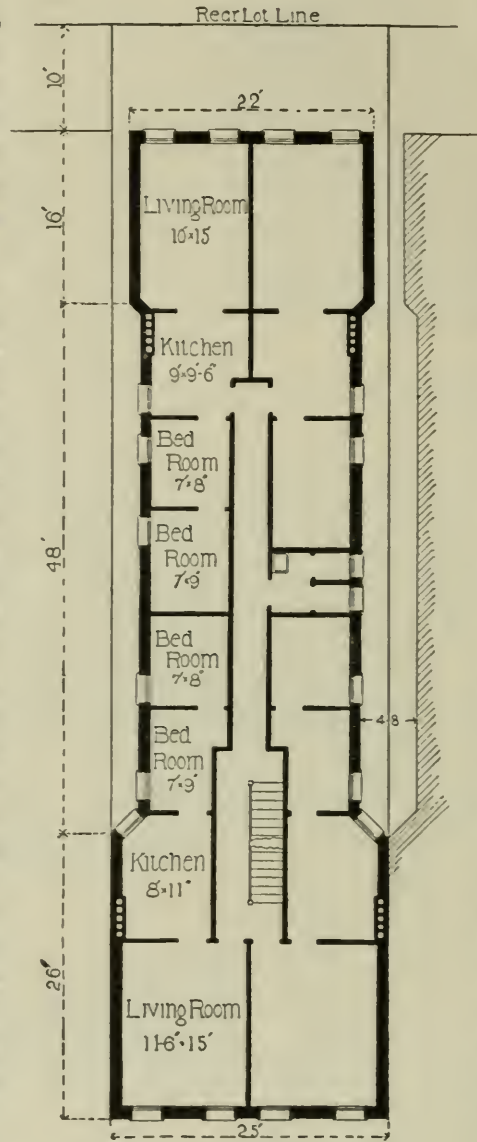 Rear Lot Line
10'
22'
16'
Living Room
10'×15'
Kitchen
9'×9'-6"
Bed
Room
7'×8'
48'
Bed
Room
7'×9'
Bed
Room
7'×8'
4-8
Bed
Room
7'×9'
Kitchen
8'×11'
26'
Living Room
11-6"×15'
25'